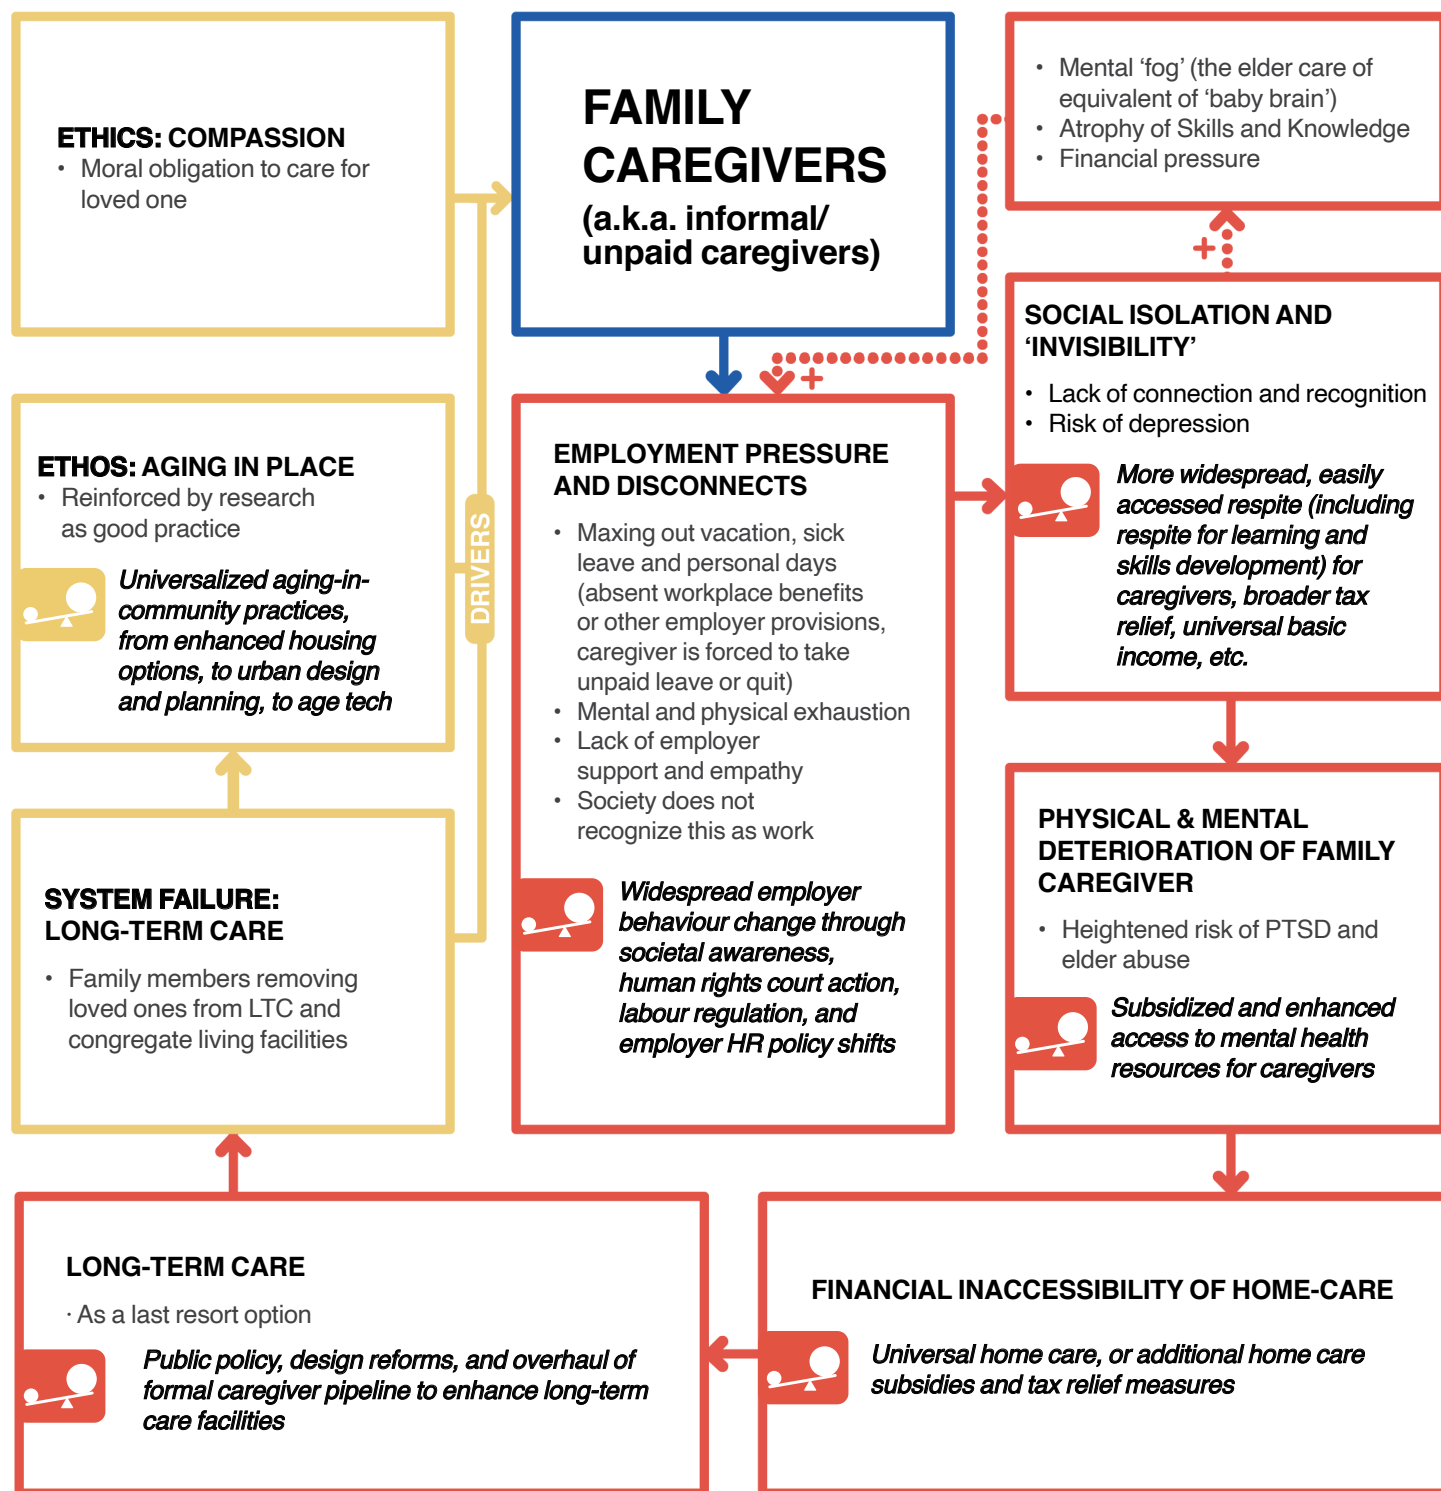 ETHICS: COMPASSION
• Moral obligation to care for
loved one
FAMILY
CAREGIVERS
(a.k.a. informal/
unpaid caregivers)
• Mental ‘fog’ (the elder care of
equivalent of ‘baby brain’)
• Atrophy of Skills and Knowledge
• Financial pressure
+
+
SOCIAL ISOLATION AND
‘INVISIBILITY’
• Lack of connection and recognition
• Risk of depression
More widespread, easily
accessed respite (including
respite for learning and
skills development) for
caregivers, broader tax
relief, universal basic
income, etc.
ETHOS: AGING IN PLACE
• Reinforced by research
as good practice
Universalized aging-in-
community practices,
from enhanced housing
options, to urban design
and planning, to age tech
DRIVERS
EMPLOYMENT PRESSURE
AND DISCONNECTS
• Maxing out vacation, sick
leave and personal days
(absent workplace benefits
or other employer provisions,
caregiver is forced to take
unpaid leave or quit)
• Mental and physical exhaustion
• Lack of employer
support and empathy
• Society does not
recognize this as work
Widespread employer
behaviour change through
societal awareness,
human rights court action,
labour regulation, and
employer HR policy shifts
PHYSICAL & MENTAL
DETERIORATION OF FAMILY
CAREGIVER
• Heightened risk of PTSD and
elder abuse
Subsidized and enhanced
access to mental health
resources for caregivers
SYSTEM FAILURE:
LONG-TERM CARE
• Family members removing
loved ones from LTC and
congregate living facilities
LONG-TERM CARE
· As a last resort option
Public policy, design reforms, and overhaul of
formal caregiver pipeline to enhance long-term
care facilities
FINANCIAL INACCESSIBILITY OF HOME-CARE
Universal home care, or additional home care
subsidies and tax relief measures